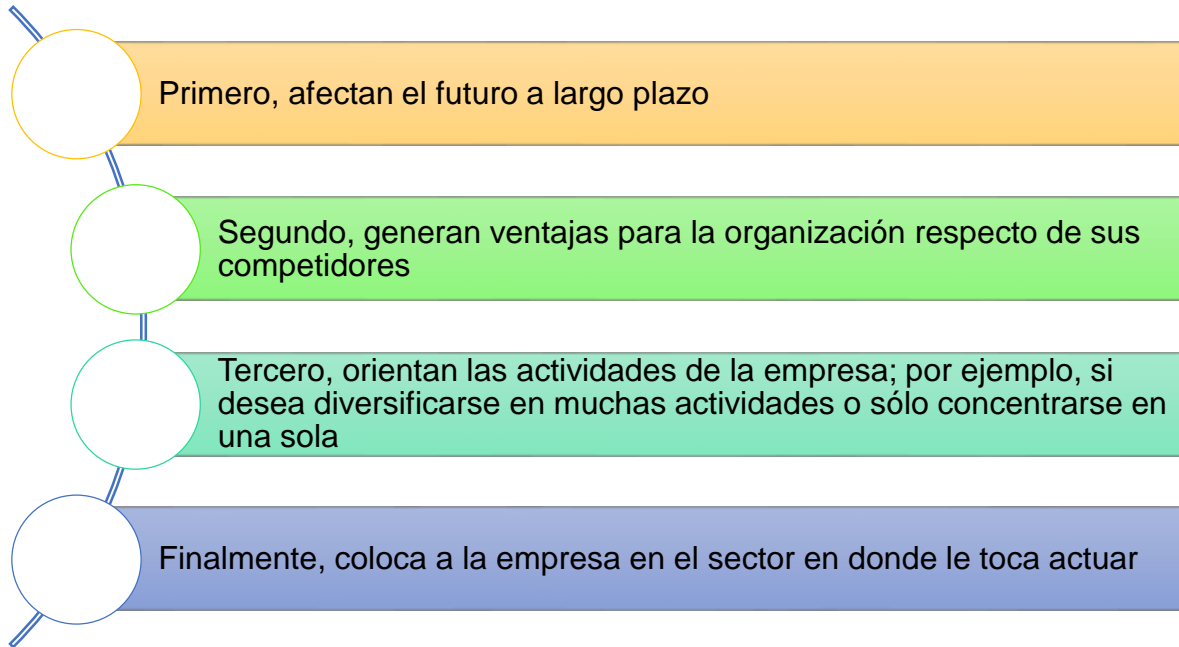 Primero, afectan el futuro a largo plazo
Segundo, generan ventajas para la organización respecto de sus
competidores
Tercero, orientan las actividades de la empresa; por ejemplo, si
desea diversificarse en muchas actividades o sólo concentrarse en
una sola
Finalmente, coloca a la empresa en el sector en donde le toca actuar